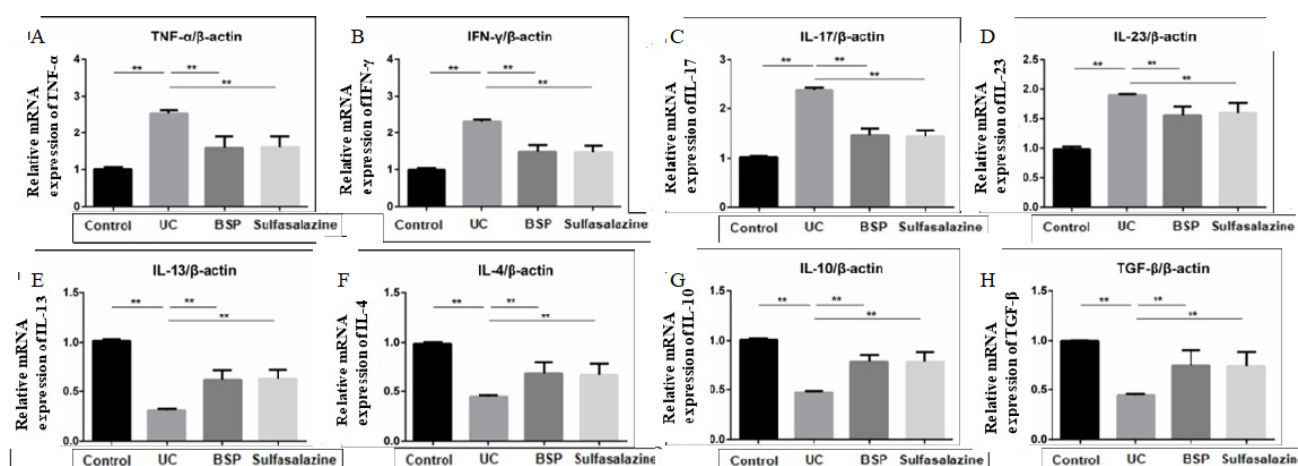 A
TNF-α/β-actin
Relative mRNA
expression of TNF-α
4
3
2
1
0
**
**
**
Control UC BSP Sulfasalazine
B
IFN-γ/β-actin
Relative mRNA
expression of IFN-γ
4
3
2
1
0
**
**
**
Control UC BSP Sulfasalazine
C
IL-17/β-actin
Relative mRNA
expression of IL-17
3
2
1
0
**
**
**
Control UC BSP Sulfasalazine
D
IL-23/β-actin
Relative mRNA
expression of IL-23
2.5
2.0
1.5
1.0
0.5
0.0
**
**
**
Control UC BSP Sulfasalazine
E
IL-13/β-actin
Relative mRNA
expression of IL-13
1.5
1.0
0.5
0.0
**
**
**
Control UC BSP Sulfasalazine
F
IL-4/β-actin
Relative mRNA
expression of IL-4
1.5
1.0
0.5
0.0
**
**
**
Control UC BSP Sulfasalazine
G
IL-10/β-actin
Relative mRNA
expression of IL-10
1.5
1.0
0.5
0.0
**
**
**
Control UC BSP Sulfasalazine
H
TGF-β/β-actin
Relative mRNA
expression of TGF-β
1.5
1.0
0.5
0.0
**
**
**
Control UC BSP Sulfasalazine